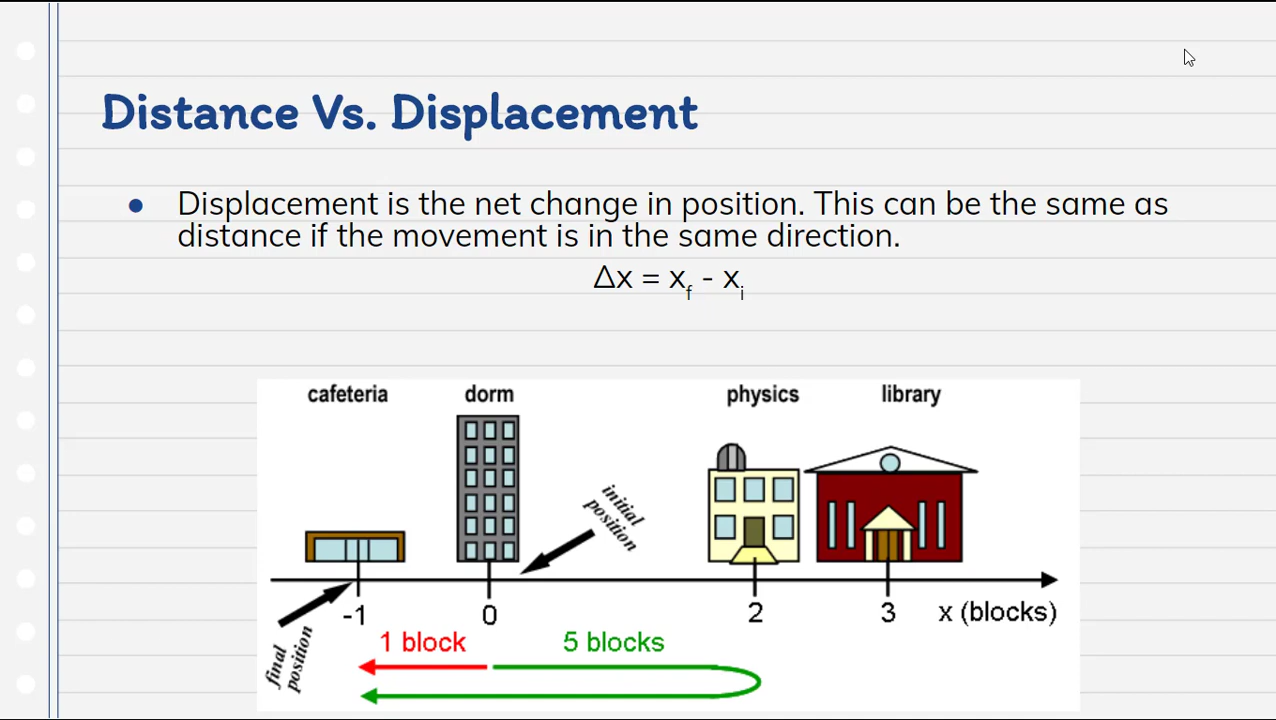 Distance Vs. Displacement
● Displacement is the net change in position. This can be the same as
distance if the movement is in the same direction.
Δx = x_f - x_i
cafeteria dorm physics library
initial
position
-1 0 2 3 x (blocks)
final
position
1 block 5 blocks